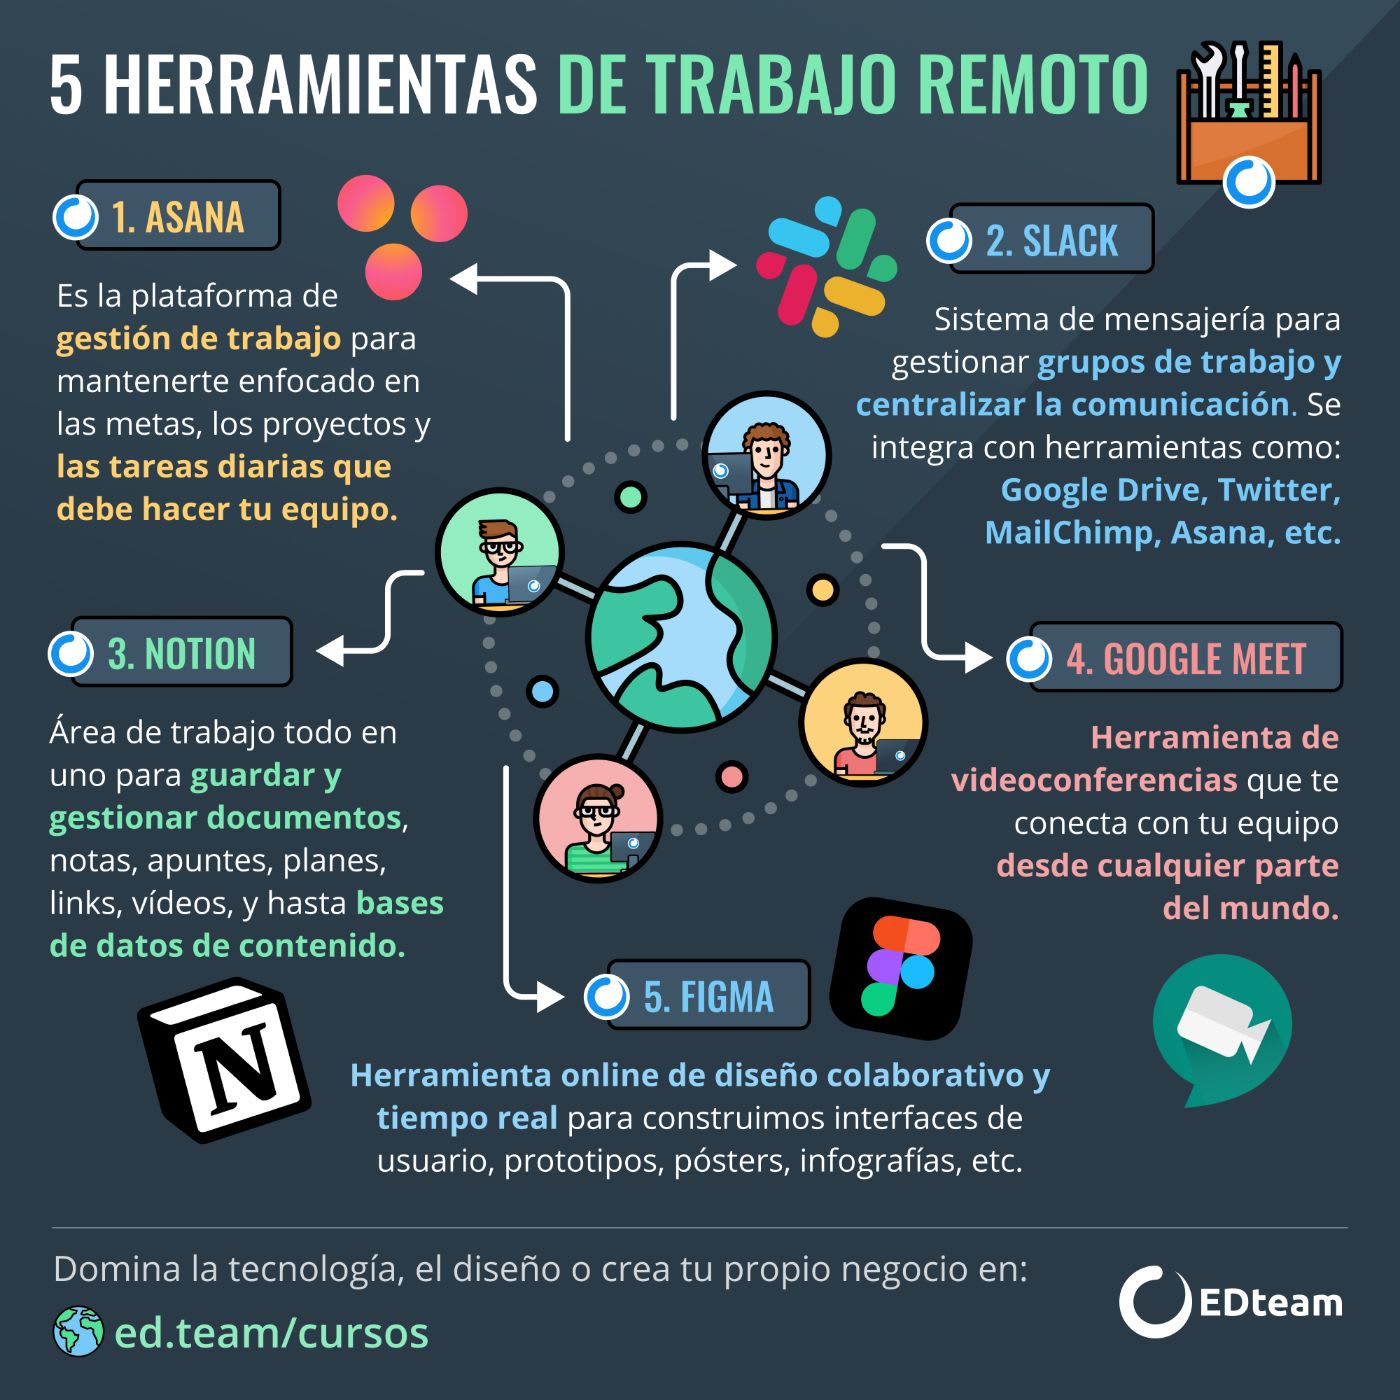 5 HERRAMIENTAS DE TRABAJO REMOTO
1. ASANA
Es la plataforma de
gestión de trabajo para
mantenerte enfocado en
las metas, los proyectos y
las tareas diarias que
debe hacer tu equipo.
2. SLACK
Sistema de mensajería para
gestionar grupos de trabajo y
centralizar la comunicación. Se
integra con herramientas como:
Google Drive, Twitter,
MailChimp, Asana, etc.
3. NOTION
Área de trabajo todo en
uno para guardar y
gestionar documentos,
notas, apuntes, planes,
links, vídeos, y hasta bases
de datos de contenido.
N
4. GOOGLE MEET
Herramienta de
videoconferencias que te
conecta con tu equipo
desde cualquier parte
del mundo.
5. FIGMA
Herramienta online de diseño colaborativo y
tiempo real para construimos interfaces de
usuario, prototipos, pósters, infografías, etc.
Domina la tecnología, el diseño o crea tu propio negocio en:
ed.team/cursos
EDteam